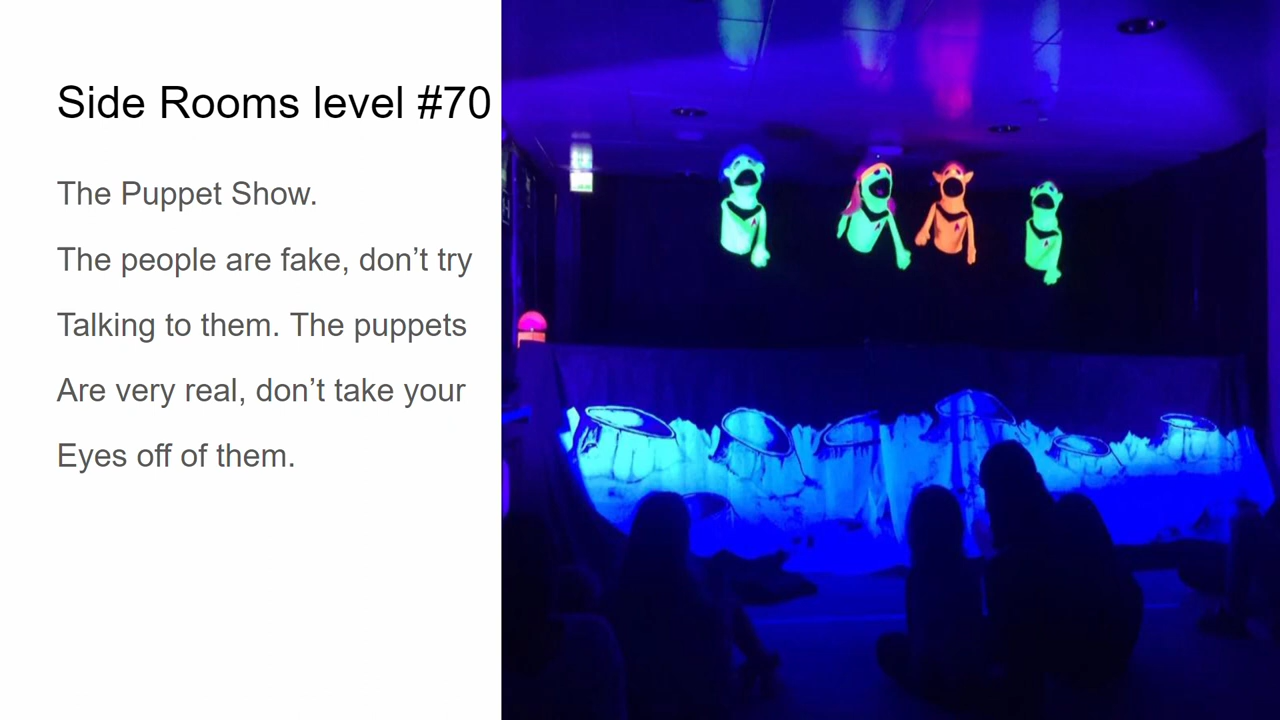 Side Rooms level #70
The Puppet Show.
The people are fake, don’t try
Talking to them. The puppets
Are very real, don’t take your
Eyes off of them.